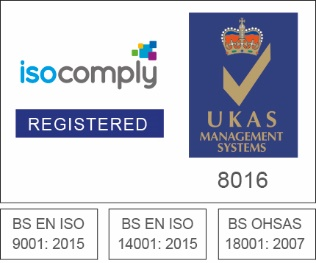 isocomply
REGISTERED
UKAS
MANAGEMENT
SYSTEMS
8016
BS EN ISO
9001: 2015
BS EN ISO
14001: 2015
BS OHSAS
18001: 2007